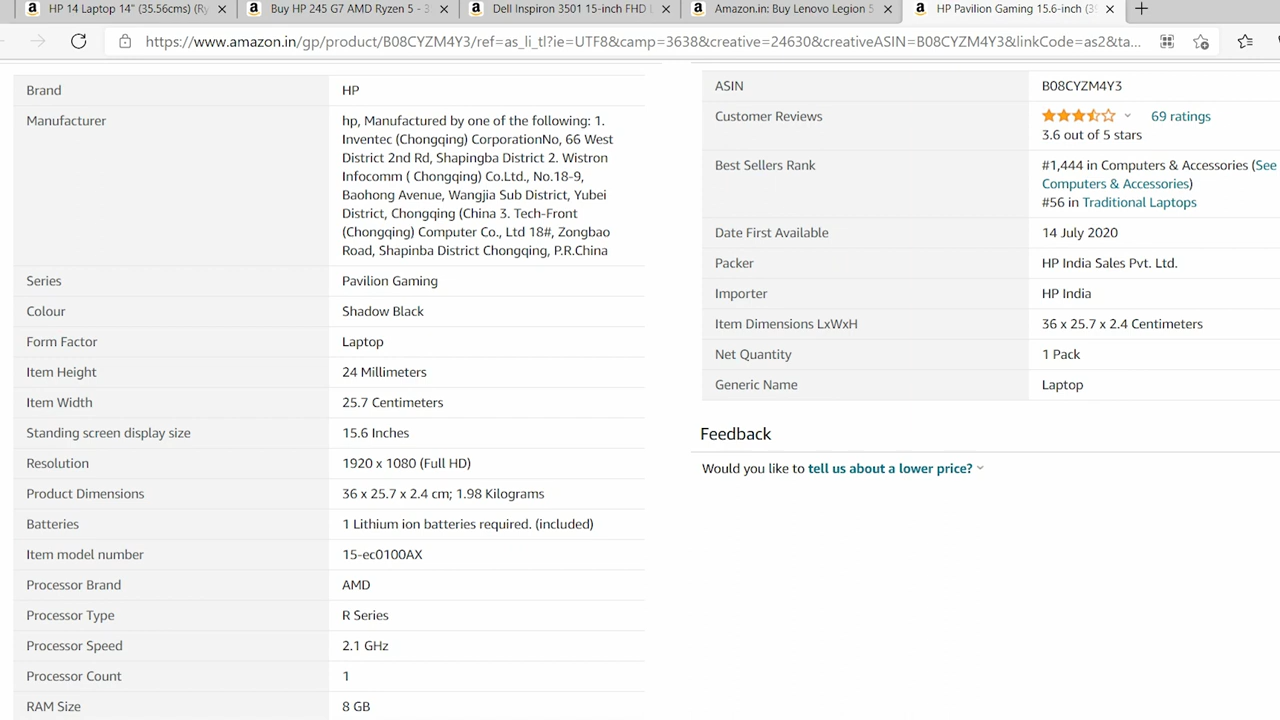 HP 14 Laptop 14" (35.56cms) (Ry
Buy HP 245 G7 AMD Ryzen 5 - 3
Dell Inspiron 3501 15-inch FHD
Amazon.in: Buy Lenovo Legion 5
HP Pavilion Gaming 15.6-inch (3
https://www.amazon.in/gp/product/B08CYZM4Y3/ref=as_li_tl?ie=UTF8&camp=3638&creative=24630&creativeASIN=B08CYZM4Y3&linkCode=as2&ta...
Brand HP
Manufacturer hp, Manufactured by one of the following: 1.
Inventec (Chongqing) CorporationNo, 66 West
District 2nd Rd, Shapingba District 2. Wistron
Infocomm ( Chongqing) Co.Ltd., No.18-9,
Baohong Avenue, Wangjia Sub District, Yubei
District, Chongqing (China 3. Tech-Front
(Chongqing) Computer Co., Ltd 18#, Zongbao
Road, Shapinba District Chongqing, P.R.China
Series Pavilion Gaming
Colour Shadow Black
Form Factor Laptop
Item Height 24 Millimeters
Item Width 25.7 Centimeters
Standing screen display size 15.6 Inches
Resolution 1920 x 1080 (Full HD)
Product Dimensions 36 x 25.7 x 2.4 cm; 1.98 Kilograms
Batteries 1 Lithium ion batteries required. (included)
Item model number 15-ec0100AX
Processor Brand AMD
Processor Type R Series
Processor Speed 2.1 GHz
Processor Count 1
RAM Size 8 GB
ASIN B08CYZM4Y3
Customer Reviews 69 ratings
3.6 out of 5 stars
Best Sellers Rank #1,444 in Computers & Accessories (See
Computers & Accessories)
#56 in Traditional Laptops
Date First Available 14 July 2020
Packer HP India Sales Pvt. Ltd.
Importer HP India
Item Dimensions LxWxH 36 x 25.7 x 2.4 Centimeters
Net Quantity 1 Pack
Generic Name Laptop
Feedback
Would you like to tell us about a lower price?